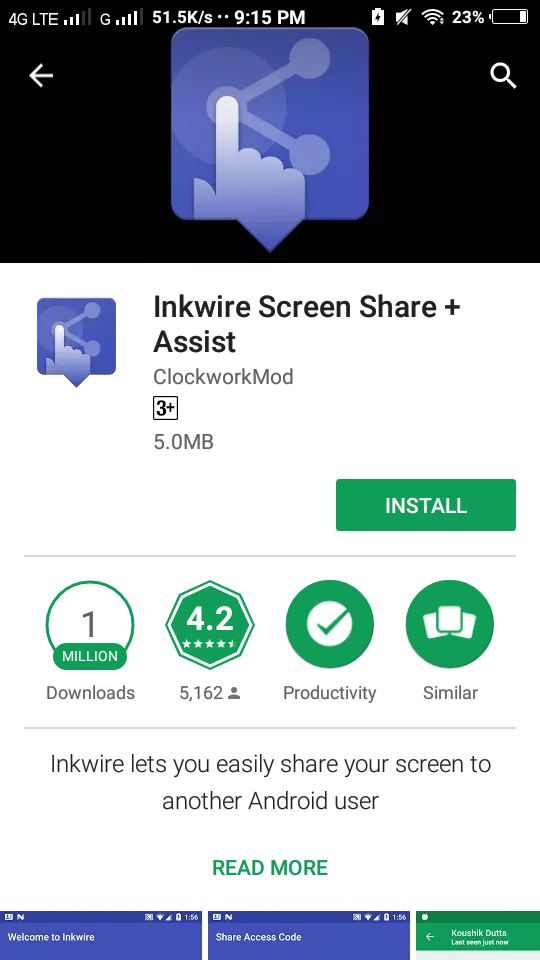 4G LTE G 51.5K/s •• 9:15 PM 23%
Inkwire Screen Share +
Assist
ClockworkMod
3+
5.0MB
INSTALL
1
MILLION
Downloads
4.2
5,162
Productivity
Similar
Inkwire lets you easily share your screen to
another Android user
READ MORE
1:56
Welcome to Inkwire
1:56
Share Access Code
Koushik Dutta
Last seen just now